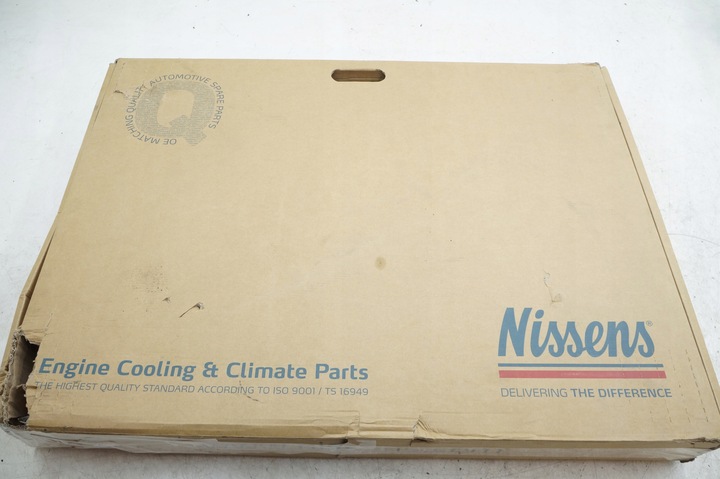 OE MATCHING QUALITY AUTOMOTIVE SPARE PARTS
Q
Nissens®
Engine Cooling & Climate Parts
THE HIGHEST QUALITY STANDARD ACCORDING TO ISO 9001 / TS 16949
DELIVERING THE DIFFERENCE